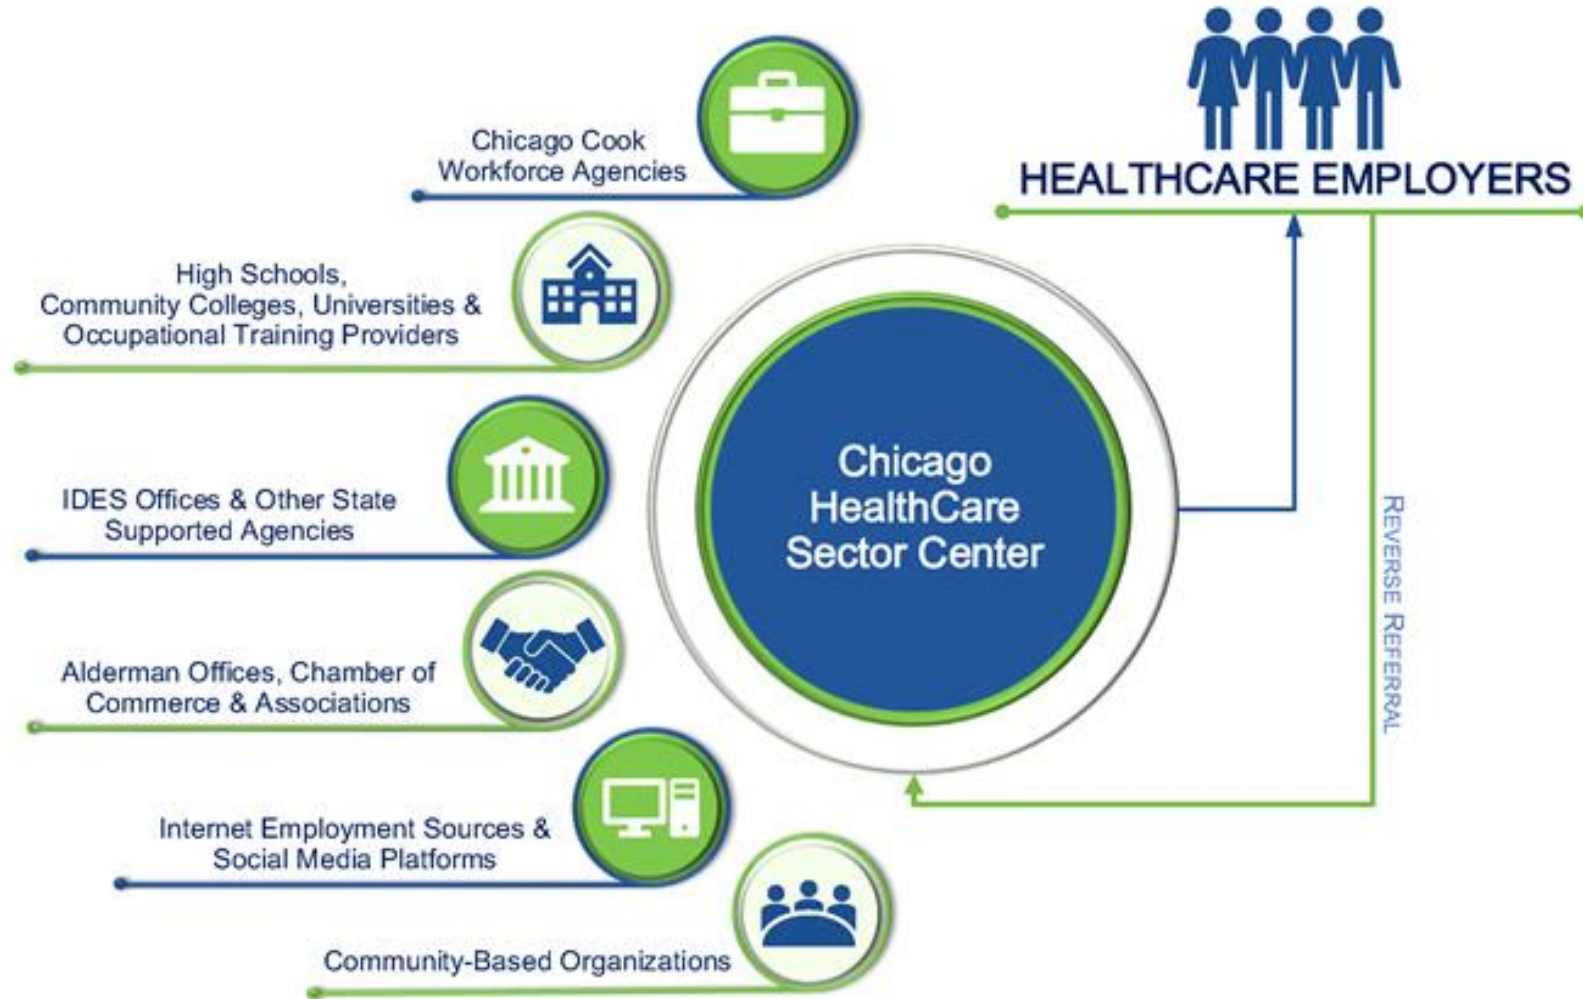 Chicago Cook
Workforce Agencies
HEALTHCARE EMPLOYERS
High Schools,
Community Colleges, Universities &
Occupational Training Providers
IDES Offices & Other State
Supported Agencies
Chicago
HealthCare
Sector Center
REVERSE REFERRAL
Alderman Offices, Chamber of
Commerce & Associations
Internet Employment Sources &
Social Media Platforms
Community-Based Organizations